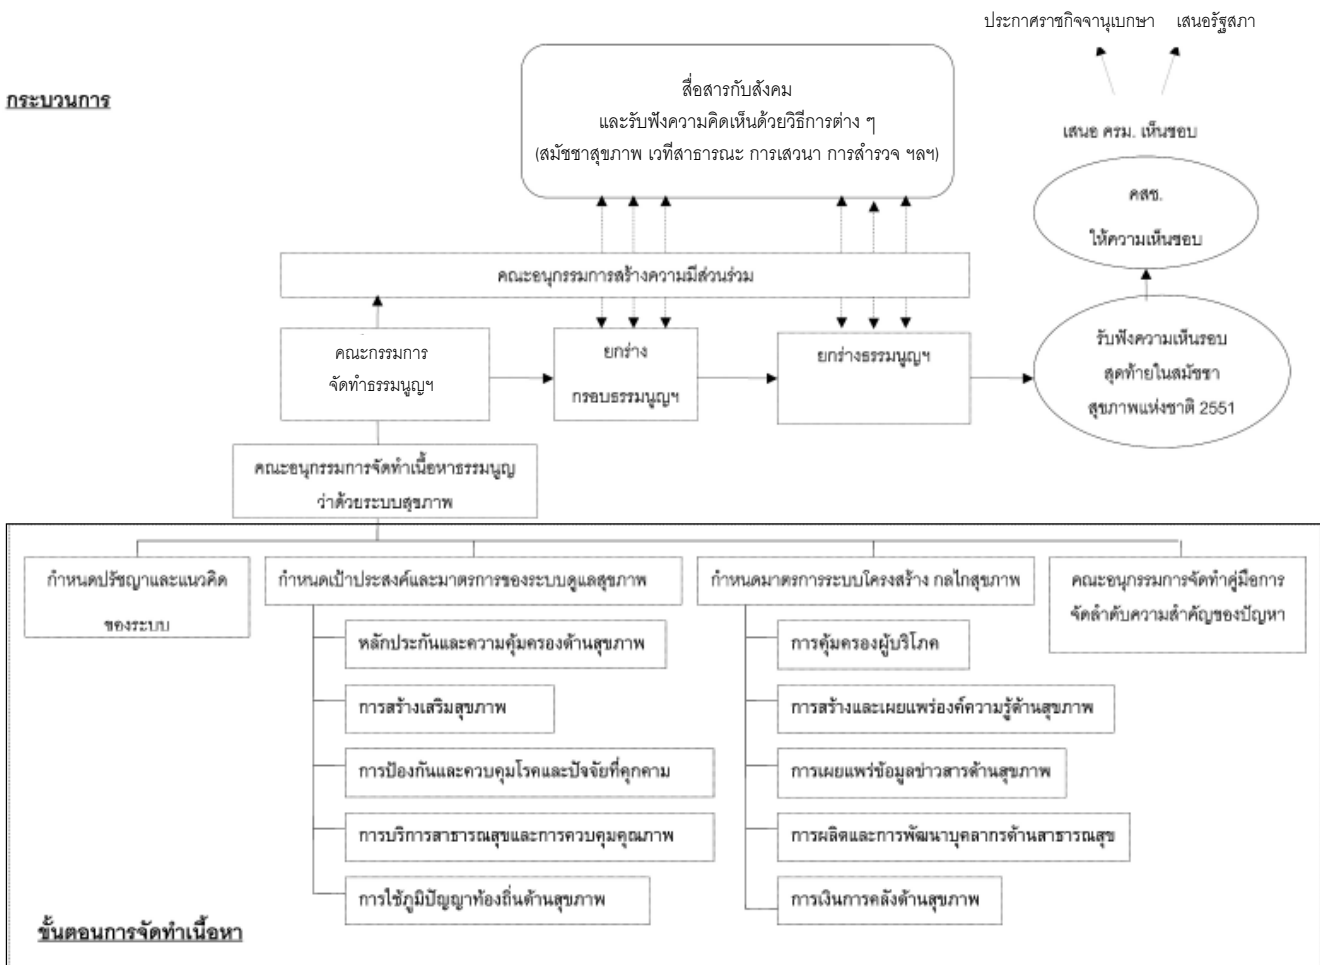 ประกาศราชกิจจานุเบกษา เสนอรัฐสภา
กระบวนการ
สื่อสารกับสังคม
และรับฟังความคิดเห็นด้วยวิธีการต่าง ๆ
(สมัชชาสุขภาพ เวทีสาธารณะ การเสวนา การสำรวจ ฯลฯ)
เสนอ ครม. เห็นชอบ
คสช.
ให้ความเห็นชอบ
คณะอนุกรรมการสร้างความมีส่วนร่วม
คณะกรรมการ
จัดทำธรรมนูญฯ
ยกร่าง
กรอบธรรมนูญฯ
ยกร่างธรรมนูญฯ
รับฟังความเห็นรอบ
สุดท้ายในสมัชชา
สุขภาพแห่งชาติ 2551
คณะอนุกรรมการจัดทำเนื้อหาธรรมนูญ
ว่าด้วยระบบสุขภาพ
กำหนดปรัชญาและแนวคิด
ของระบบ
กำหนดเป้าประสงค์และมาตรการของระบบดูแลสุขภาพ
หลักประกันและความคุ้มครองด้านสุขภาพ
การสร้างเสริมสุขภาพ
การป้องกันและควบคุมโรคและปัจจัยที่คุกคาม
การบริการสาธารณสุขและการควบคุมคุณภาพ
การใช้ภูมิปัญญาท้องถิ่นด้านสุขภาพ
กำหนดมาตรการระบบโครงสร้าง กลไกสุขภาพ
การคุ้มครองผู้บริโภค
การสร้างและเผยแพร่องค์ความรู้ด้านสุขภาพ
การเผยแพร่ข้อมูลข่าวสารด้านสุขภาพ
การผลิตและการพัฒนาบุคลากรด้านสาธารณสุข
การเงินการคลังด้านสุขภาพ
คณะอนุกรรมการจัดทำคู่มือการ
จัดลำดับความสำคัญของปัญหา
ขั้นตอนการจัดทำเนื้อหา